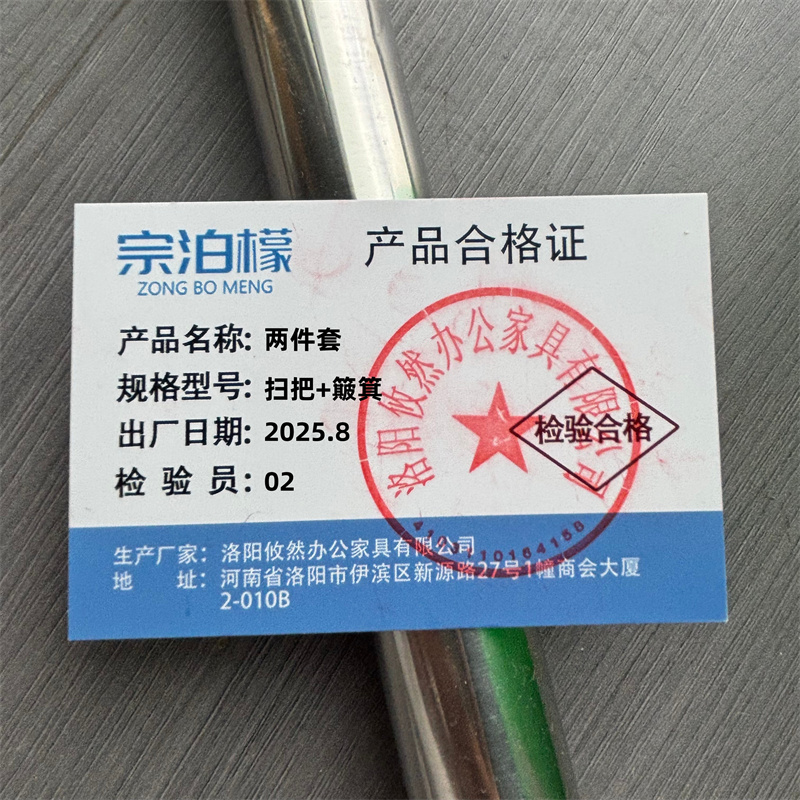 宗泊檬
ZONG BO MENG
产品合格证
产品名称: 两件套
规格型号: 扫把+簸箕
出厂日期: 2025.8
检 验 员: 02
洛阳攸然办公家具有限公司
检验合格
生产厂家: 洛阳攸然办公家具有限公司
地 址: 河南省洛阳市伊滨区新源路27号1幢商会大厦
2-010B